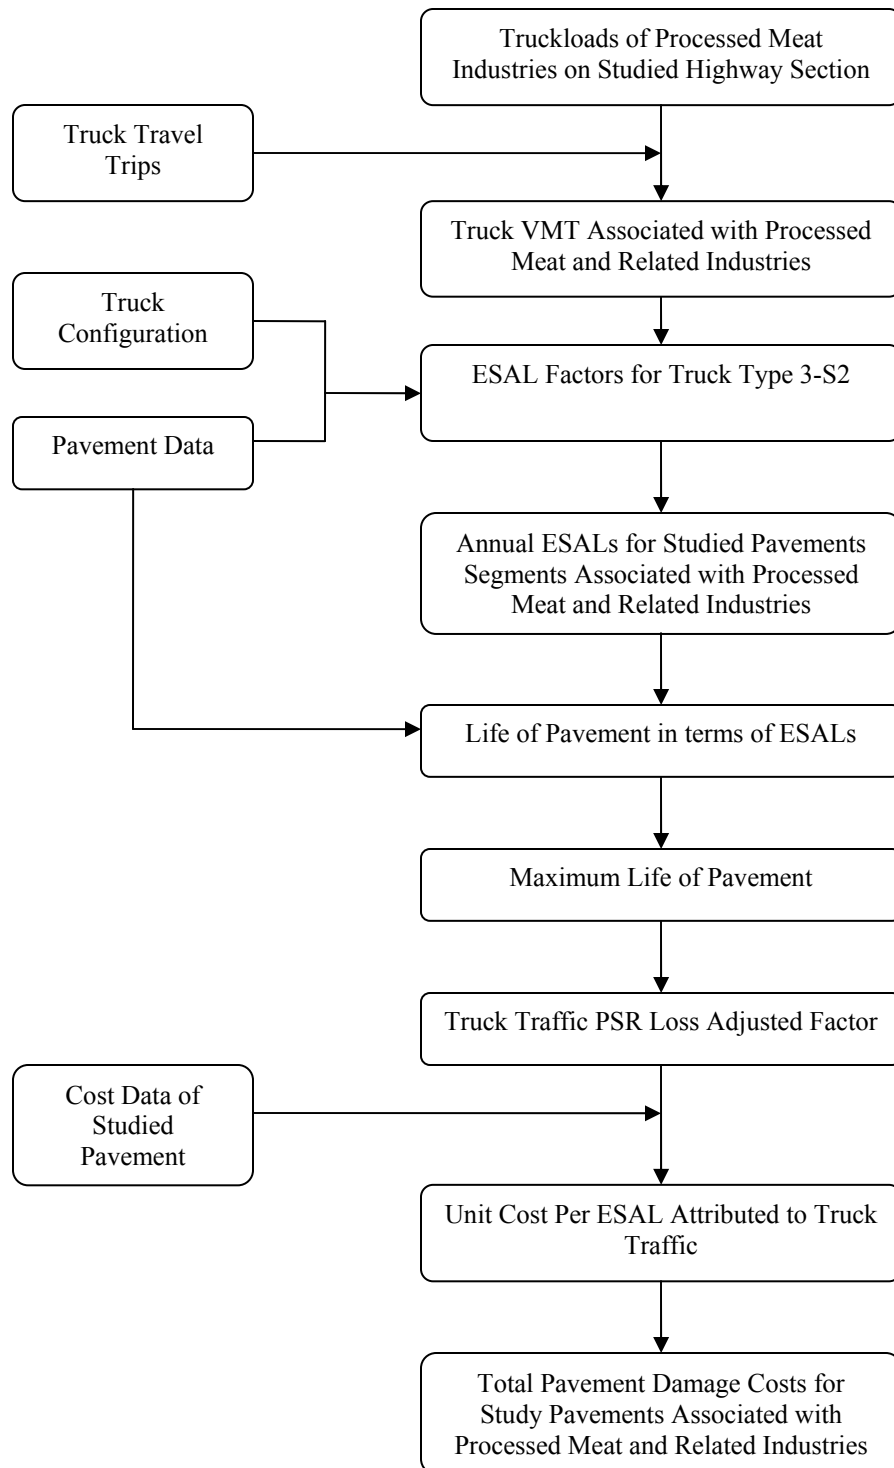 Truckloads of Processed Meat
Industries on Studied Highway Section
Truck Travel
Trips
Truck VMT Associated with Processed
Meat and Related Industries
Truck
Configuration
ESAL Factors for Truck Type 3-S2
Pavement Data
Annual ESALs for Studied Pavements
Segments Associated with Processed
Meat and Related Industries
Life of Pavement in terms of ESALs
Maximum Life of Pavement
Truck Traffic PSR Loss Adjusted Factor
Cost Data of
Studied
Pavement
Unit Cost Per ESAL Attributed to Truck
Traffic
Total Pavement Damage Costs for
Study Pavements Associated with
Processed Meat and Related Industries